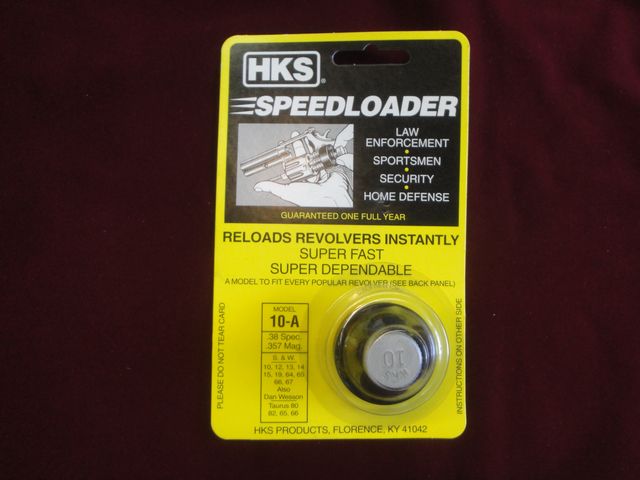 HKS®
SPEEDLOADER
LAW
ENFORCEMENT
•
SPORTSMEN
•
SECURITY
•
HOME DEFENSE
GUARANTEED ONE FULL YEAR
RELOADS REVOLVERS INSTANTLY
SUPER FAST
SUPER DEPENDABLE
A MODEL TO FIT EVERY POPULAR REVOLVER (SEE BACK PANEL)
PLEASE DO NOT TEAR CARD
MODEL
10-A
.38 Spec.
.357 Mag.
S. & W.
10, 12, 13, 14
15, 19, 64, 65
66, 67
Also
Dan Wesson
Taurus 80
82, 65, 66
HKS
10
INSTRUCTIONS ON OTHER SIDE
HKS PRODUCTS, FLORENCE, KY 41042